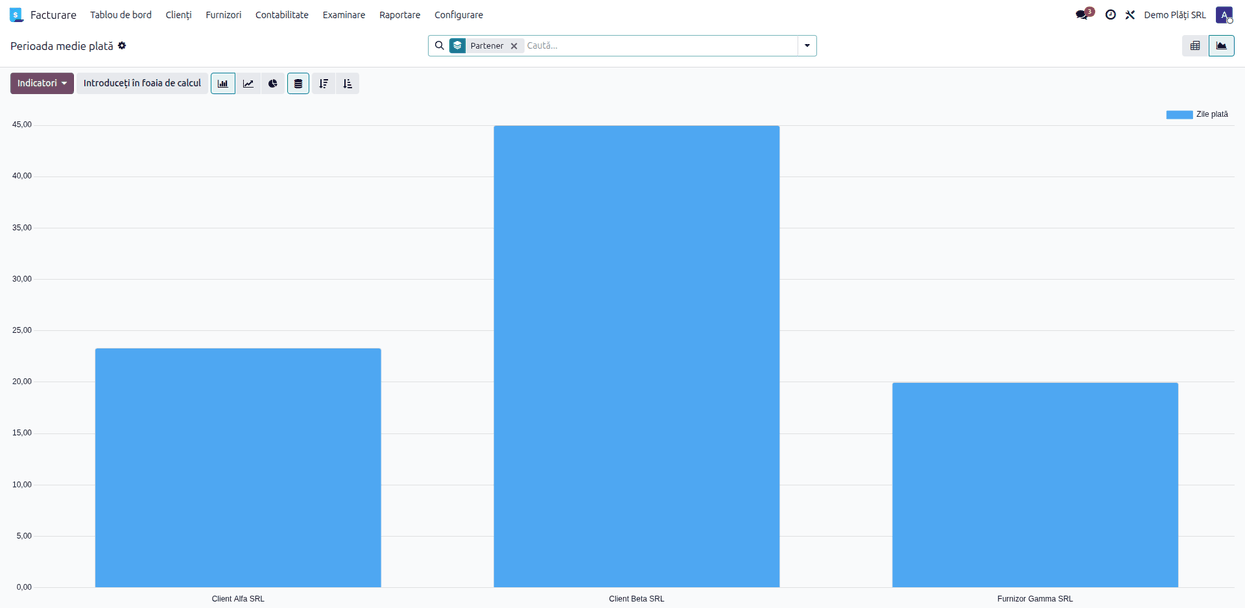 Facturare Tablou de bord Clienți Furnizori Contabilitate Examinare Raportare Configurare 3 Demo Plăți SRL A
Perioada medie plată Partener Caută...
Indicatori Introduceți în foaia de calcul
Zile plată
45,00
40,00
35,00
30,00
25,00
20,00
15,00
10,00
5,00
0,00
Client Alfa SRL Client Beta SRL Furnizor Gamma SRL